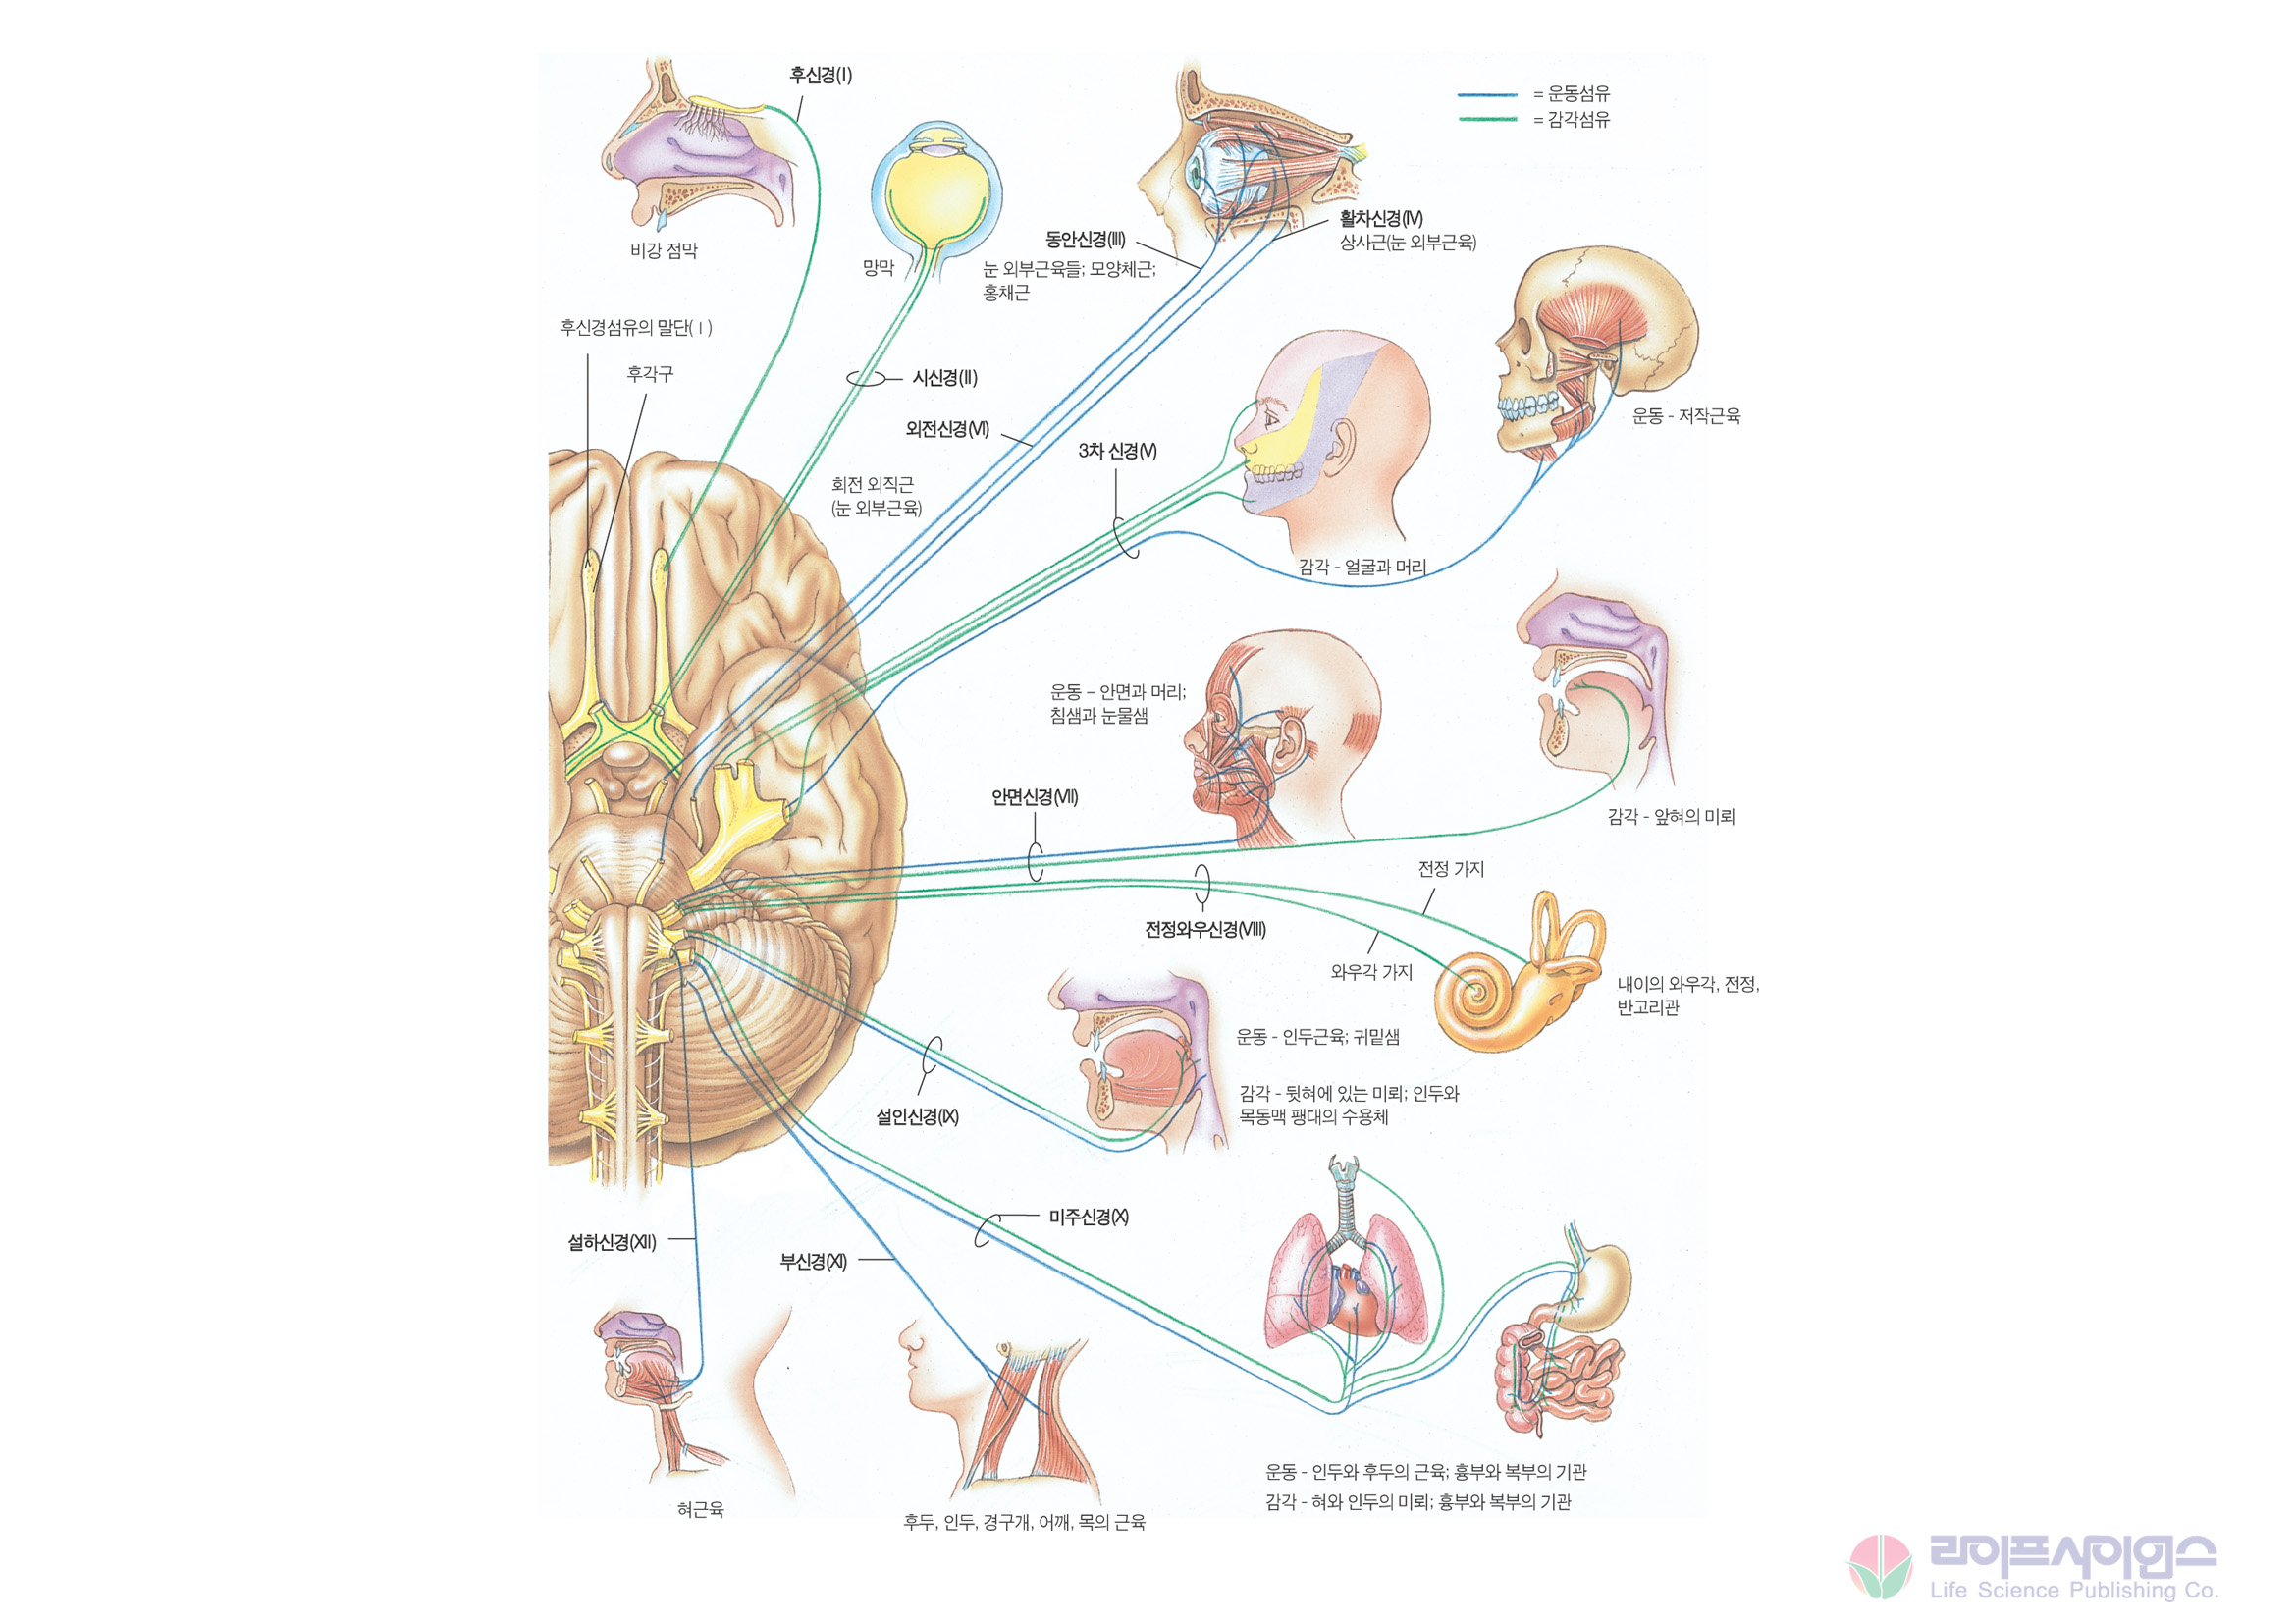 후신경(Ⅰ)
= 운동섬유
= 감각섬유
비강 점막
망막
동안신경(Ⅲ)
눈 외부근육들; 모양체근;
홍채근
활차신경(Ⅳ)
상사근(눈 외부근육)
후신경섬유의 말단(Ⅰ)
후각구
시신경(Ⅱ)
외전신경(Ⅵ)
회전 외직근
(눈 외부근육)
3차 신경(Ⅴ)
운동 - 저작근육
감각 - 얼굴과 머리
운동 – 안면과 머리;
침샘과 눈물샘
안면신경(Ⅶ)
감각 - 앞혀의 미뢰
전정 가지
전정와우신경(Ⅷ)
와우각 가지
내이의 와우각, 전정,
반고리관
운동 - 인두근육; 귀밑샘
감각 - 뒷혀에 있는 미뢰; 인두와
목동맥 팽대의 수용체
설인신경(Ⅸ)
미주신경(Ⅹ)
설하신경(Ⅻ)
부신경(Ⅺ)
운동 - 인두와 후두의 근육; 흉부와 복부의 기관
감각 - 혀와 인두의 미뢰; 흉부와 복부의 기관
혀근육
후두, 인두, 경구개, 어깨, 목의 근육
라이프사이언스
Life Science Publishing Co.